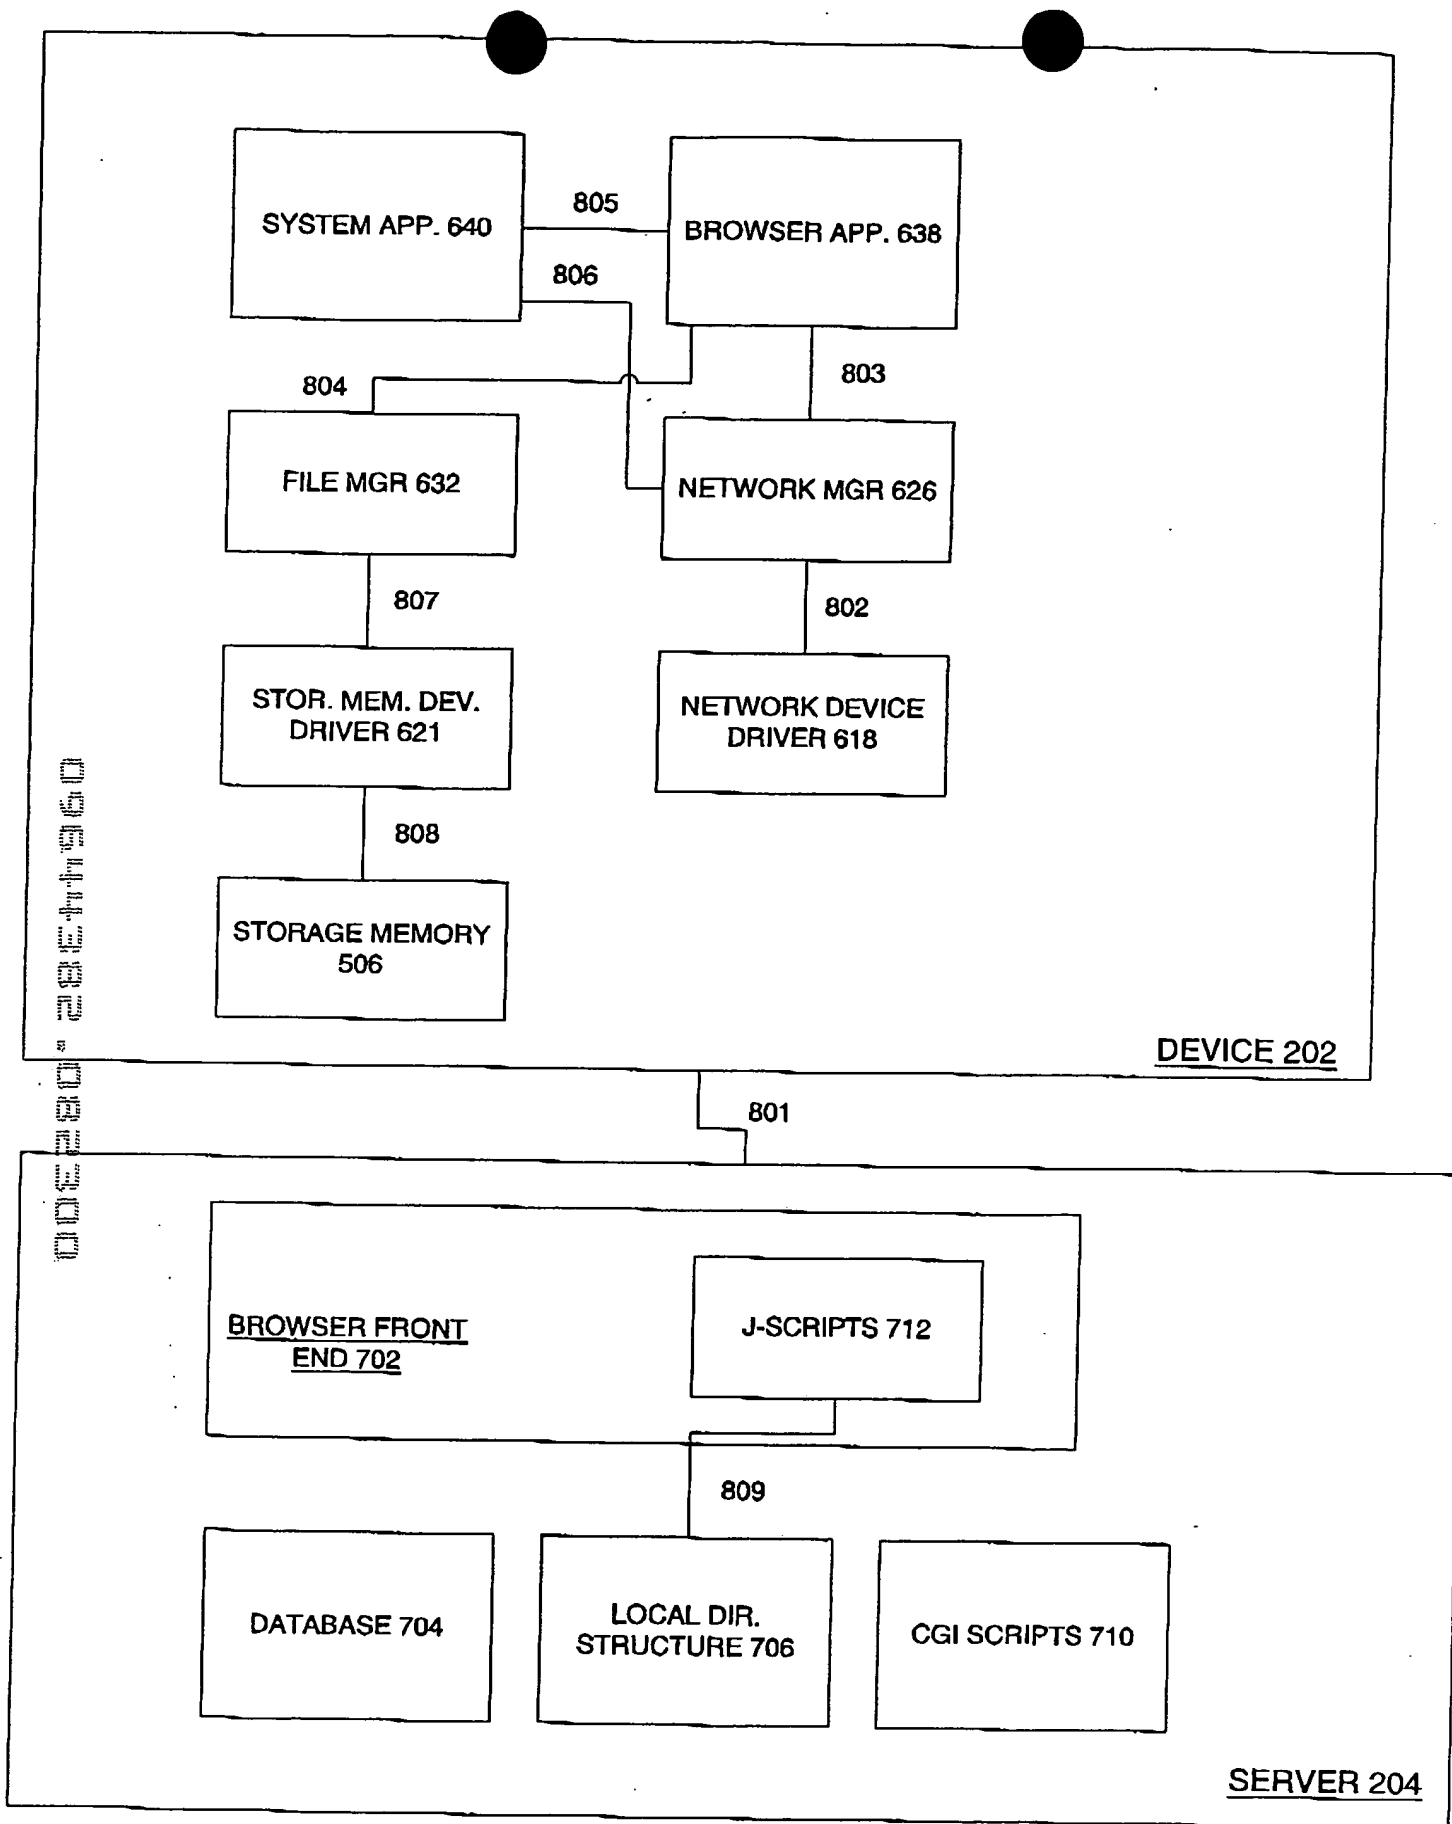 805
SYSTEM APP. 640
BROWSER APP. 638
806
803
804
FILE MGR 632
NETWORK MGR 626
807
802
STOR. MEM. DEV.
DRIVER 621
NETWORK DEVICE
DRIVER 618
808
STORAGE MEMORY
506
DEVICE 202
09644382 . 082300
801
BROWSER FRONT
END 702
J-SCRIPTS 712
809
DATABASE 704
LOCAL DIR.
STRUCTURE 706
CGI SCRIPTS 710
SERVER 204